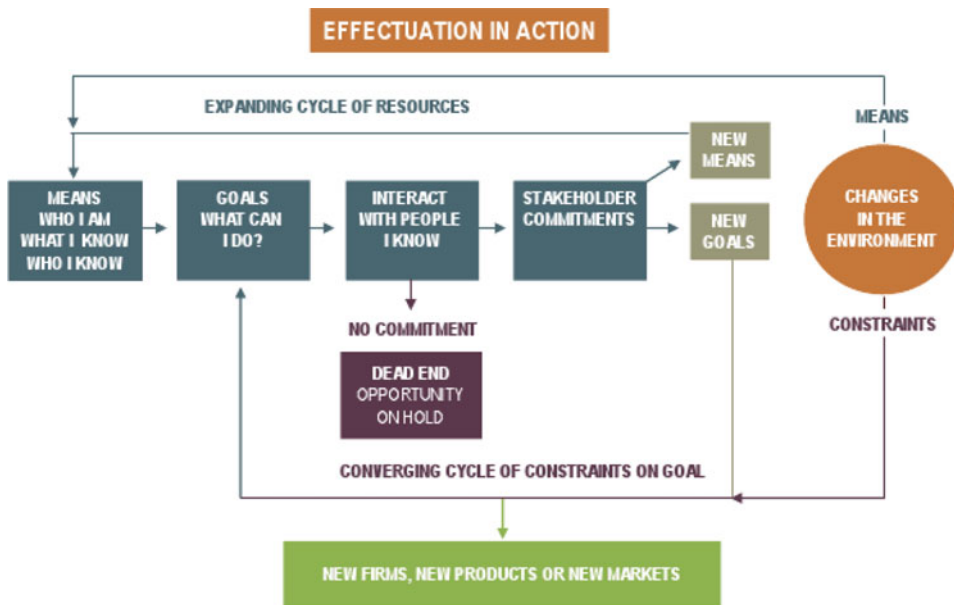 EFFECTUATION IN ACTION
EXPANDING CYCLE OF RESOURCES
MEANS
NEW
MEANS
MEANS
WHO I AM
WHAT I KNOW
WHO I KNOW
GOALS
WHAT CAN
I DO?
INTERACT
WITH PEOPLE
I KNOW
STAKEHOLDER
COMMITMENTS
NEW
GOALS
CHANGES
IN THE
ENVIRONMENT
NO COMMITMENT
CONSTRAINTS
DEAD END
OPPORTUNITY
ON HOLD
CONVERGING CYCLE OF CONSTRAINTS ON GOAL
NEW FIRMS, NEW PRODUCTS OR NEW MARKETS